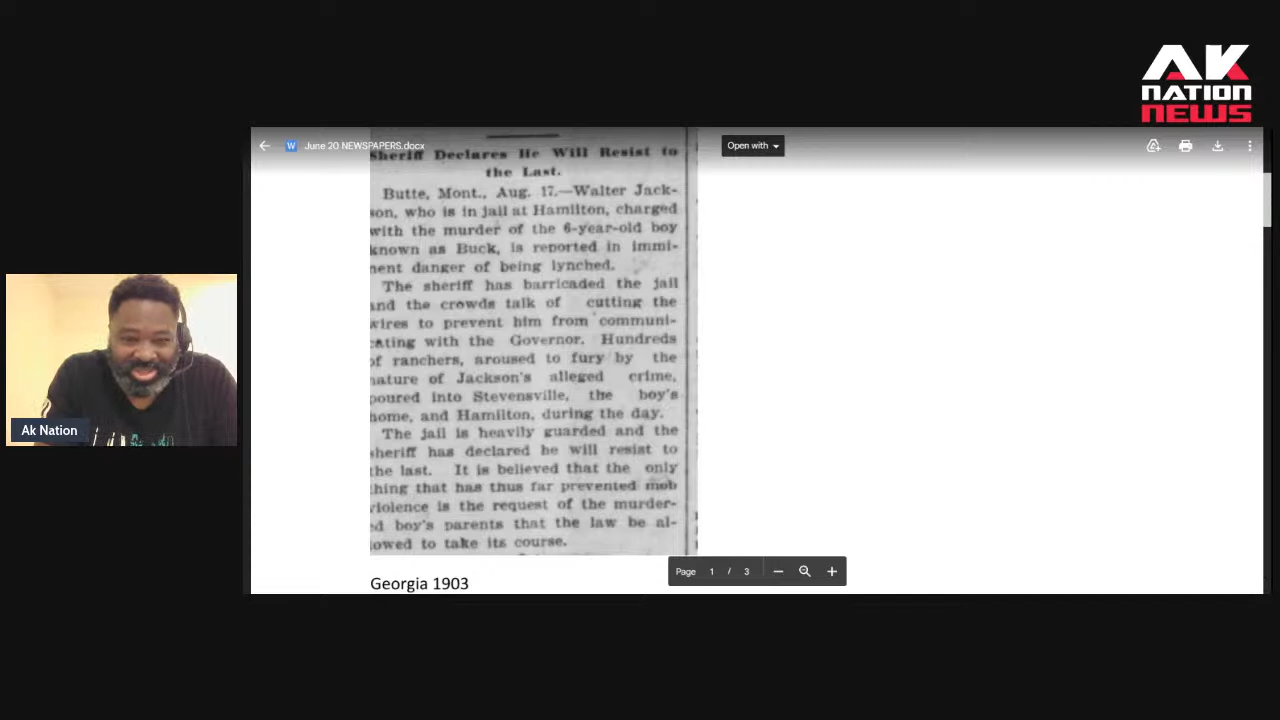 AK
NATION
NEWS
June 20 NEWSPAPERS.docx
Open with
Sheriff Declares He Will Resist to
the Last.
Butte, Mont., Aug. 17.—Walter Jack-
son, who is in jail at Hamilton, charged
with the murder of the 6-year-old boy
known as Buck, is reported in immi-
nent danger of being lynched.
The sheriff has barricaded the jail
and the crowds talk of cutting the
wires to prevent him from communi-
cating with the Governor. Hundreds
of ranchers, aroused to fury by the
nature of Jackson's alleged crime,
poured into Stevensville, the boy's
home, and Hamilton, during the day.
The jail is heavily guarded and the
sheriff has declared he will resist to
the last. It is believed that the only
thing that has thus far prevented mob
violence is the request of the murder-
ed boy's parents that the law be al-
lowed to take its course.
Georgia 1903
Page 1 / 3
Ak Nation